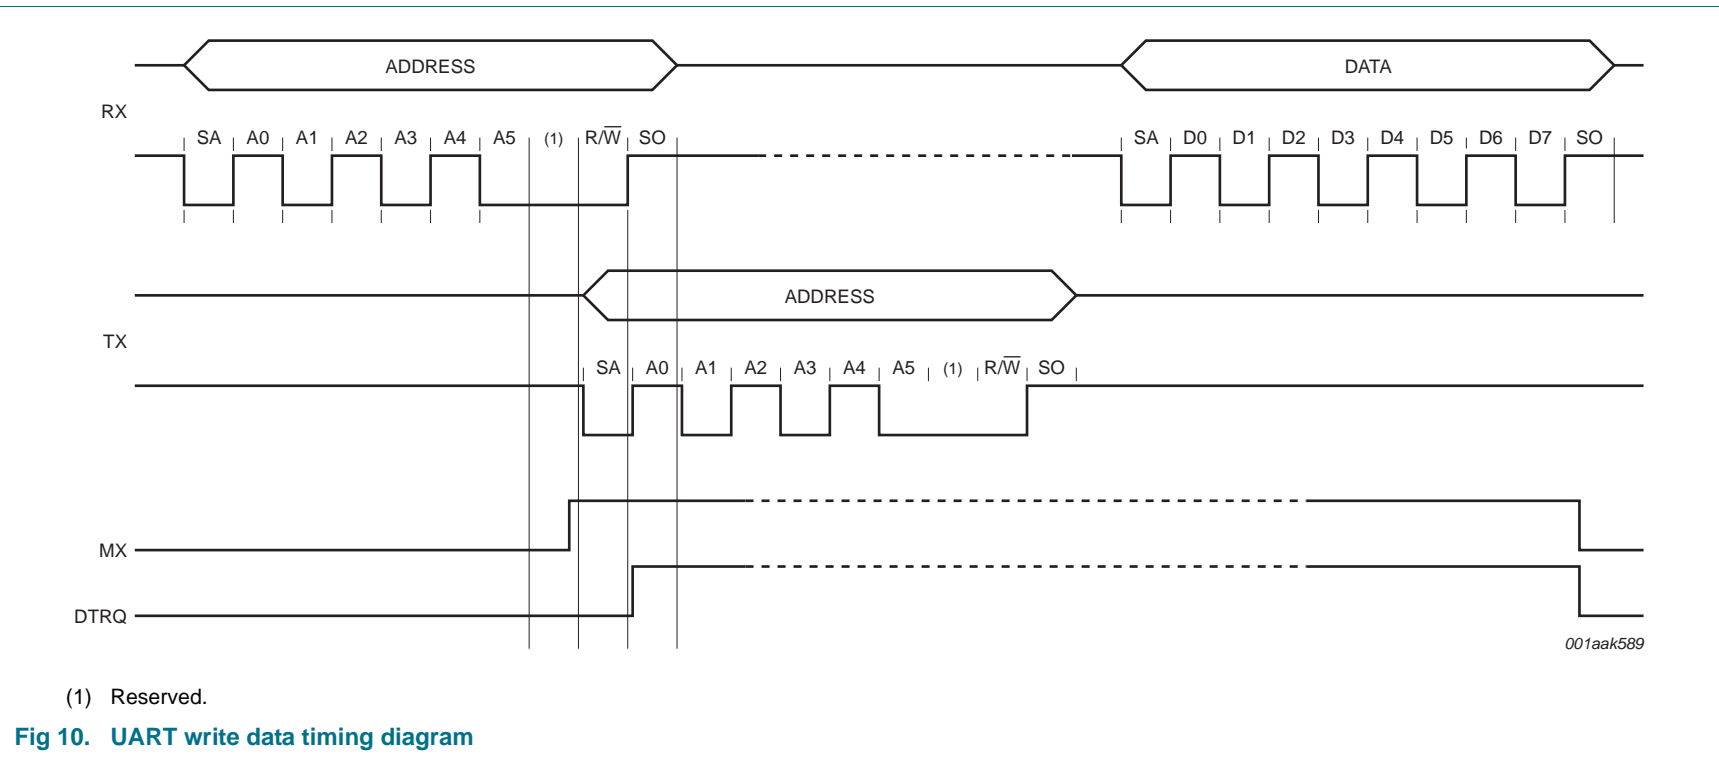 ADDRESS DATA
RX
SA A0 A1 A2 A3 A4 A5 (1) R/W̅ SO SA D0 D1 D2 D3 D4 D5 D6 D7 SO
ADDRESS
TX
SA A0 A1 A2 A3 A4 A5 (1) R/W̅ SO
MX
DTRQ
001aak589
(1) Reserved.
Fig 10. UART write data timing diagram